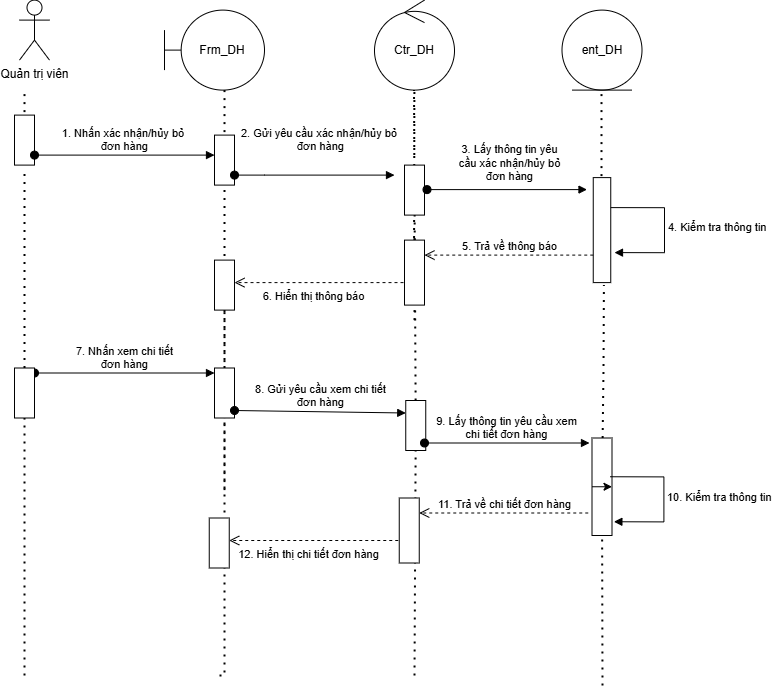 Frm_DH
Ctr_DH
ent_DH
Quản trị viên
1. Nhấn xác nhận/hủy bỏ
đơn hàng
2. Gửi yêu cầu xác nhận/hủy bỏ
đơn hàng
3. Lấy thông tin yêu
cầu xác nhận/hủy bỏ
đơn hàng
4. Kiểm tra thông tin
5. Trả về thông báo
6. Hiển thị thông báo
7. Nhấn xem chi tiết
đơn hàng
8. Gửi yêu cầu xem chi tiết
đơn hàng
9. Lấy thông tin yêu cầu xem
chi tiết đơn hàng
10. Kiểm tra thông tin
11. Trả về chi tiết đơn hàng
12. Hiển thị chi tiết đơn hàng